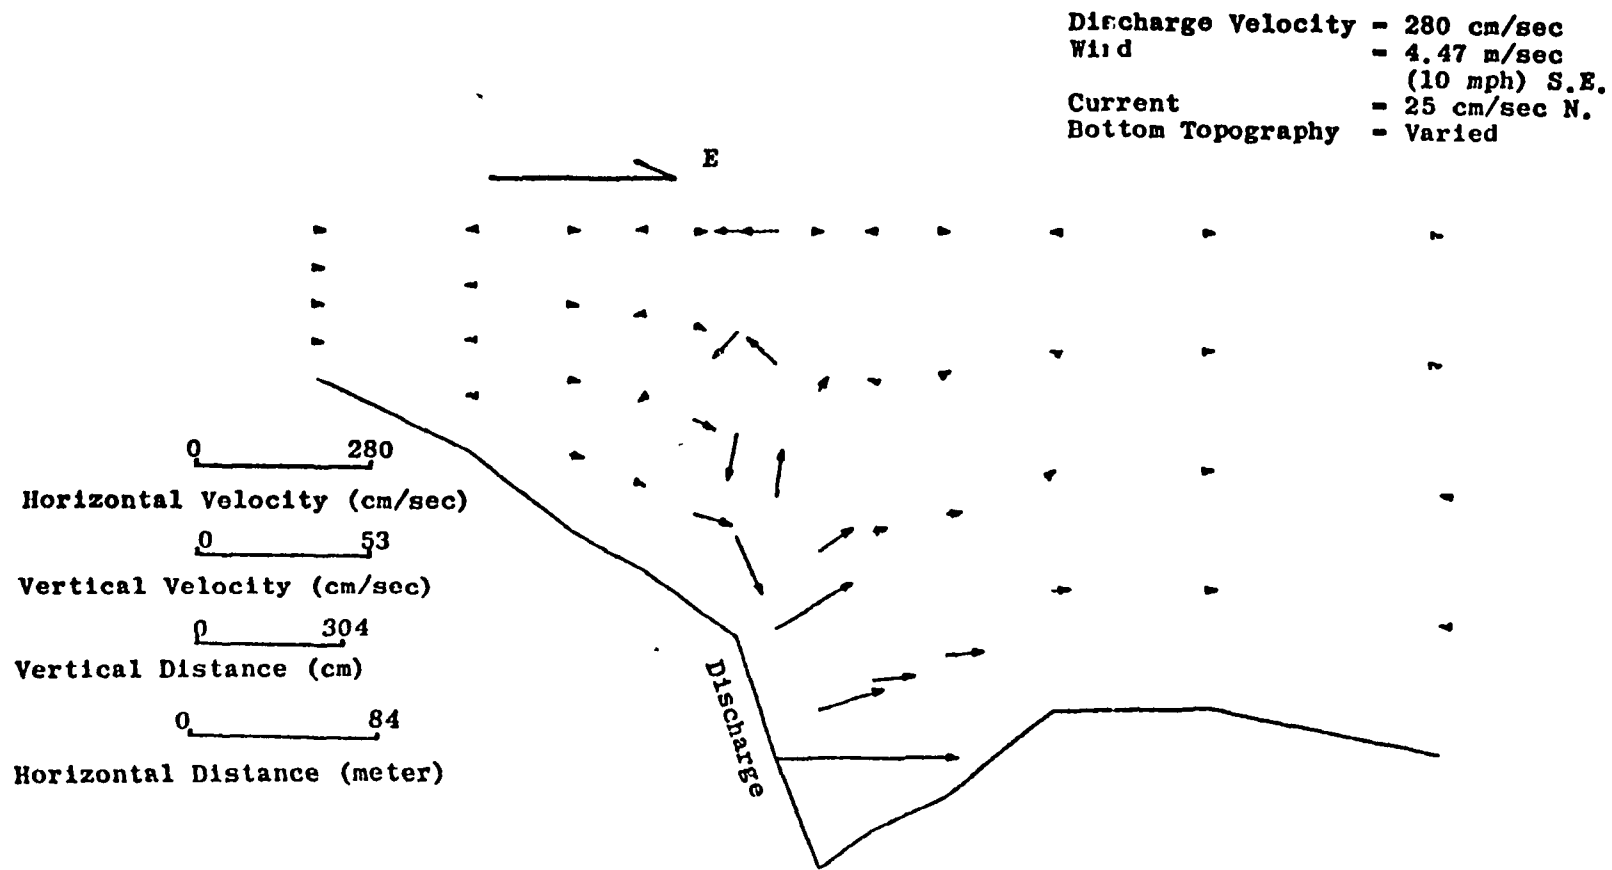 Discharge Velocity = 280 cm/sec
Wind = 4.47 m/sec
(10 mph) S.E.
Current = 25 cm/sec N.
Bottom Topography = Varied
E
0 280
Horizontal Velocity (cm/sec)
0 53
Vertical Velocity (cm/sec)
0 304
Vertical Distance (cm)
0 84
Horizontal Distance (meter)
Discharge